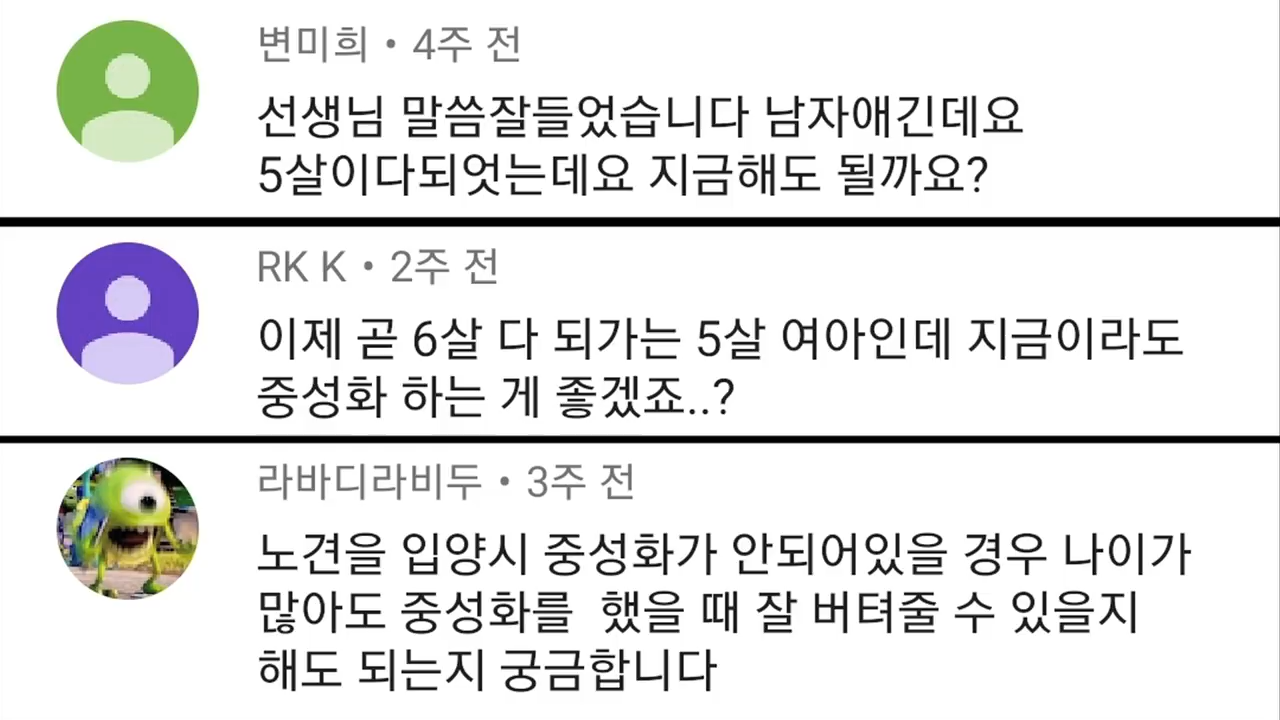 변미희 • 4주 전
선생님 말씀잘들었습니다 남자애긴데요
5살이다되엇는데요 지금해도 될까요?
RK K • 2주 전
이제 곧 6살 다 되가는 5살 여아인데 지금이라도
중성화 하는 게 좋겠죠..?
라바디라비두 • 3주 전
노견을 입양시 중성화가 안되어있을 경우 나이가
많아도 중성화를  했을 때 잘 버텨줄 수 있을지
해도 되는지 궁금합니다